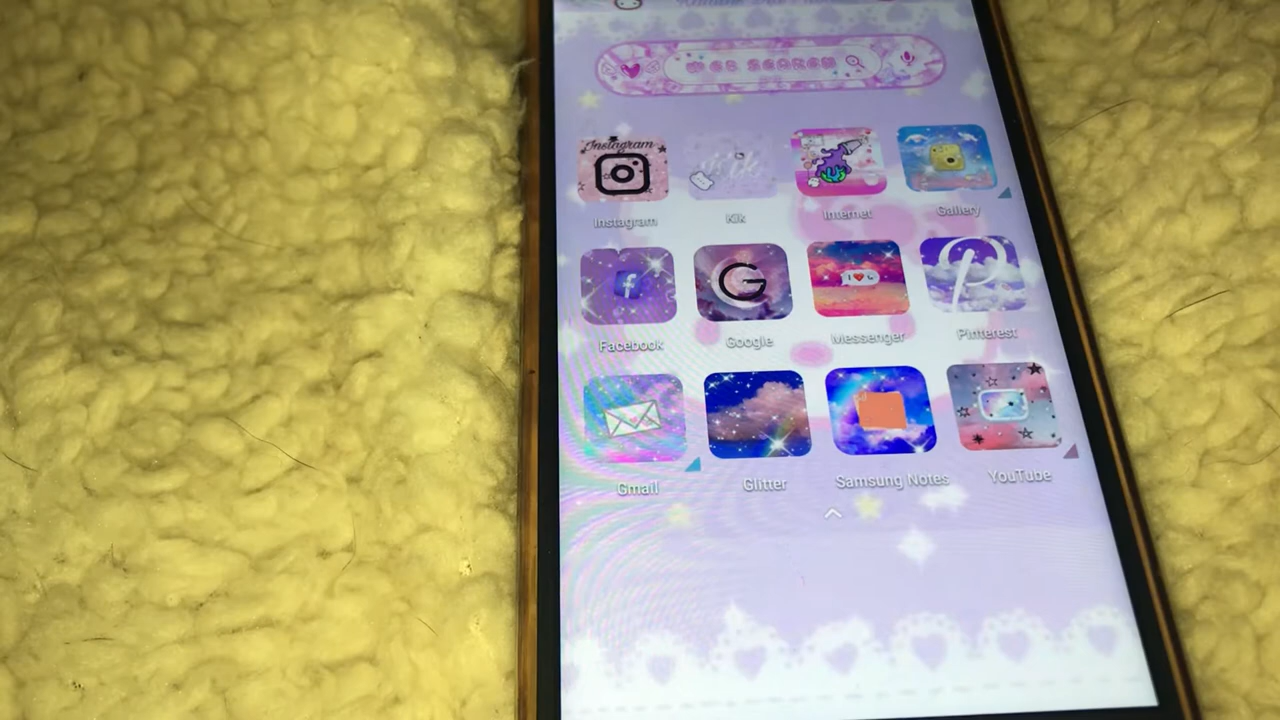 Instagram
Instagram
Kik
Internet
Gallery
f
G
I ❤ U
Facebook
Google
Messenger
Pinterest
Gmail
Glitter
Samsung Notes
YouTube